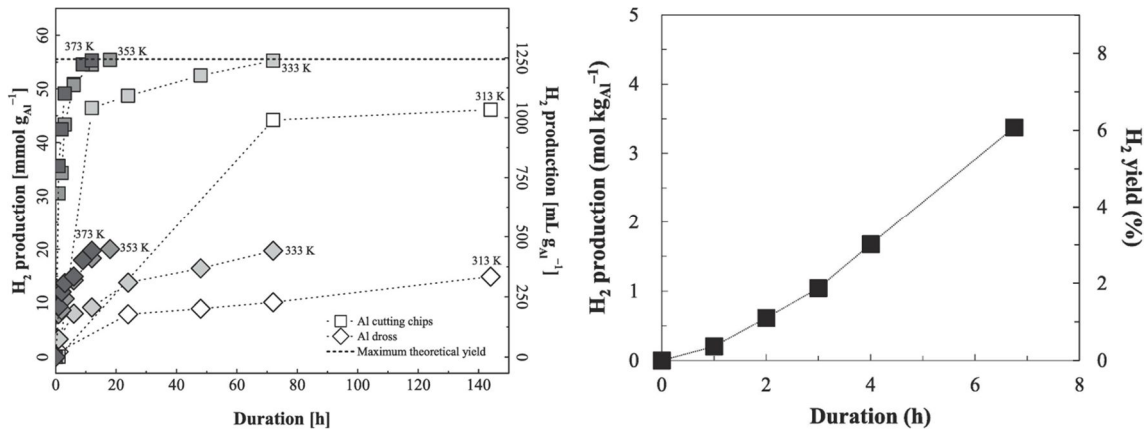 60
50
40
30
20
10
0
H2 production [mmol gAl−1]
373 K
353 K
333 K
313 K
373 K
353 K
333 K
313 K
Al cutting chips
Al dross
Maximum theoretical yield
1250
1000
750
500
250
0
H2 production [mL gAl−1]
0 20 40 60 80 100 120 140
Duration [h]
5
4
3
2
1
0
H2 production (mol kgAl−1)
8
6
4
2
0
H2 yield (%)
0 2 4 6 8
Duration (h)